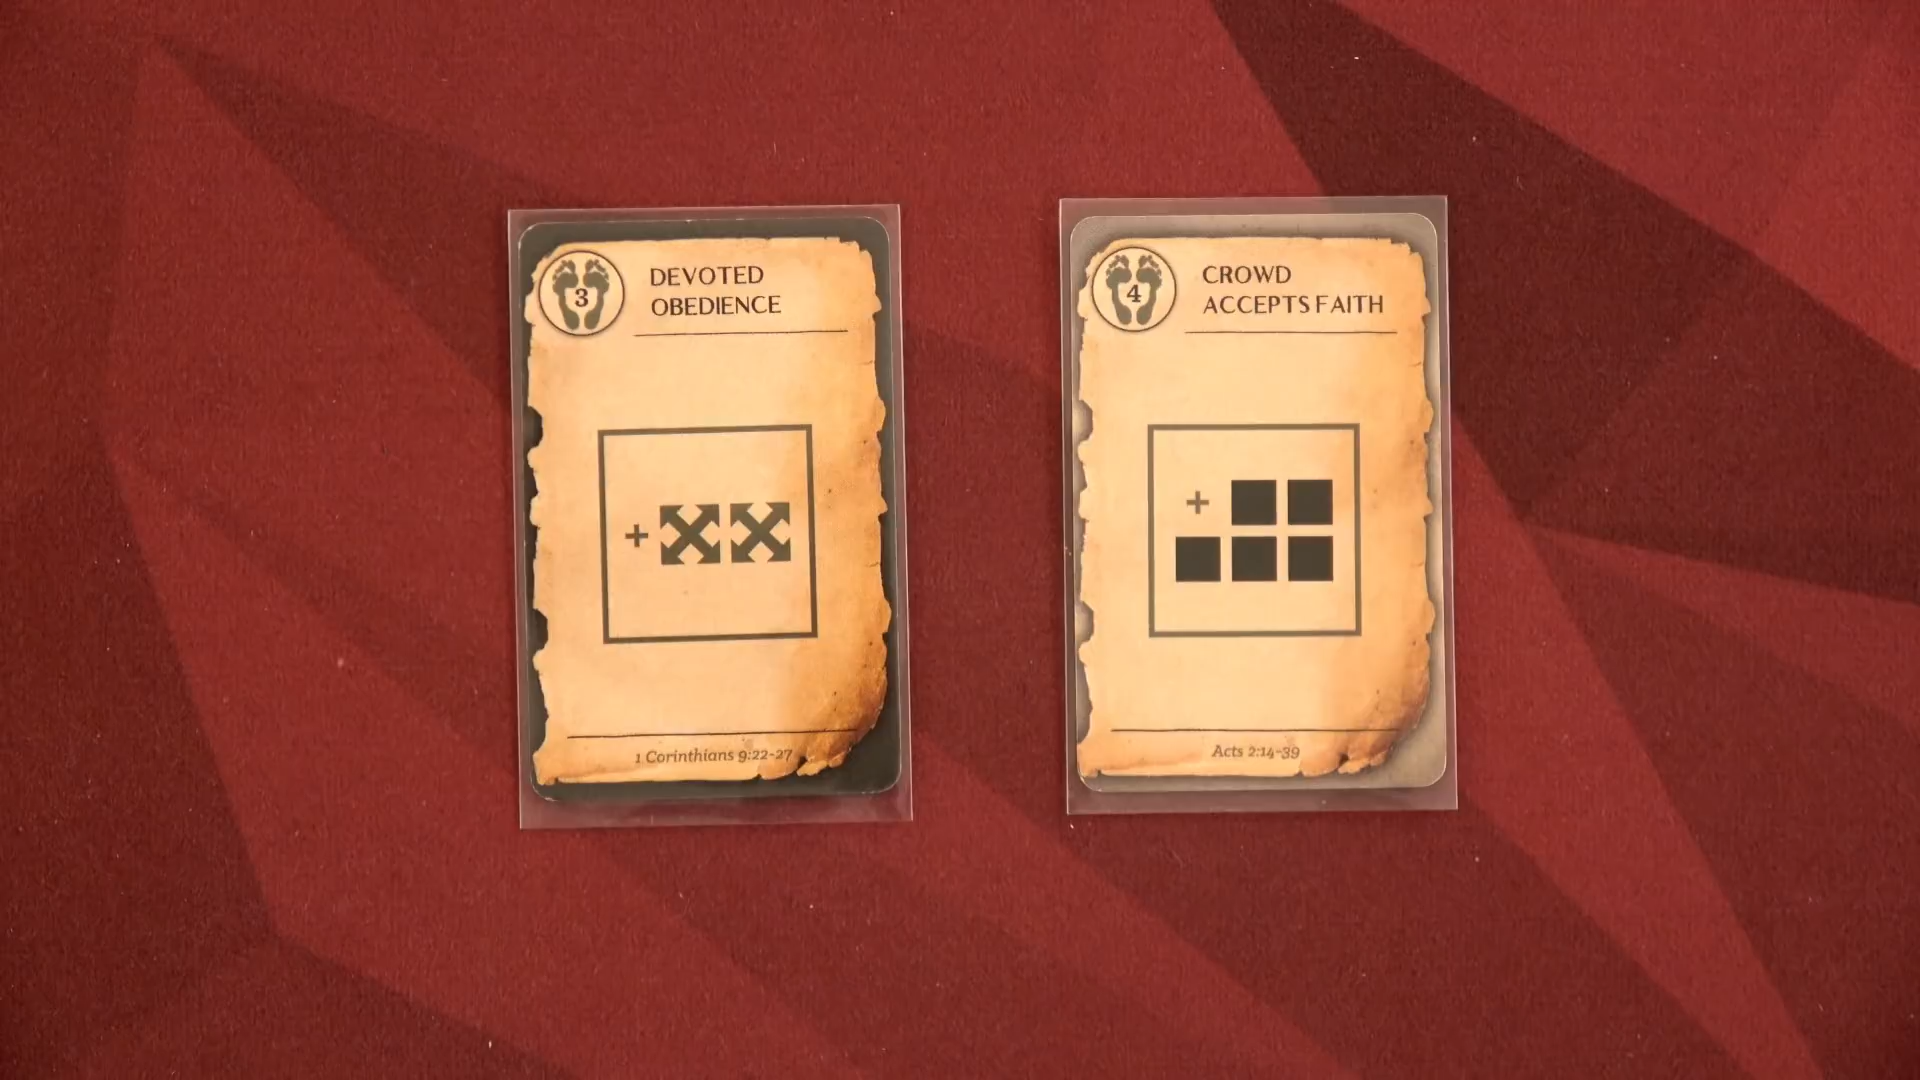 3
DEVOTED
OBEDIENCE
+
1 Corinthians 9:22-27
4
CROWD
ACCEPTS FAITH
+
Acts 2:14-39